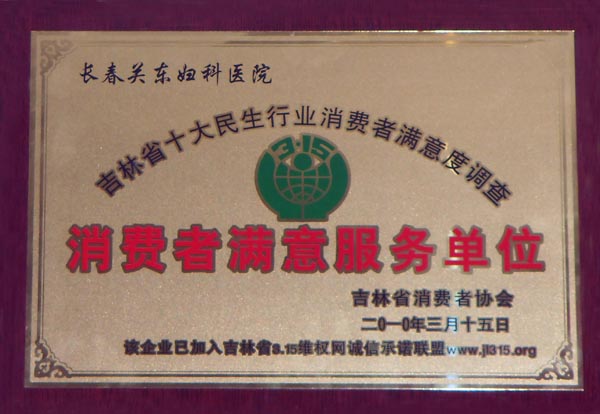 长春关东妇科医院
吉林省十大民生行业消费者满意度调查
3·15
消费者满意服务单位
吉林省消费者协会
二0一0年三月十五日
该企业已加入吉林省3.15维权网诚信承诺联盟www.jl315.org